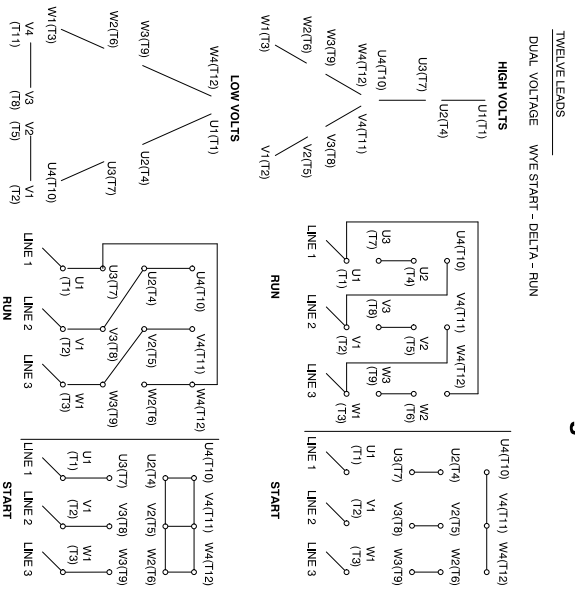 TWELVE LEADS
DUAL VOLTAGE WYE START – DELTA – RUN
HIGH VOLTS
U1(T1)
U2(T4)
U3(T7)
U4(T10)
W4(T12) V4(T11)
W3(T9) V3(T8)
W2(T6) V2(T5)
W1(T3) V1(T2)
U4(T10) V4(T11) W4(T12)
U3 U2 V3 V2 W3 W2
(T7) (T4) (T8) (T5) (T9) (T6)
U1 V1 W1
(T1) (T2) (T3)
LINE 1 LINE 2 LINE 3
RUN
U4(T10) V4(T11) W4(T12)
U2(T4) V2(T5) W2(T6)
U3(T7) V3(T8) W3(T9)
U1 V1 W1
(T1) (T2) (T3)
LINE 1 LINE 2 LINE 3
START
LOW VOLTS
W4(T12) U1(T1)
W3(T9) U2(T4)
W2(T6) U3(T7)
W1(T3) U4(T10)
V4 V3 V2 V1
(T11) (T8) (T5) (T2)
U4(T10) V4(T11) W4(T12)
U2(T4) V2(T5) W2(T6)
U3(T7) V3(T8) W3(T9)
U1 V1 W1
(T1) (T2) (T3)
LINE 1 LINE 2 LINE 3
RUN
U4(T10) V4(T11) W4(T12)
U2(T4) V2(T5) W2(T6)
U3(T7) V3(T8) W3(T9)
U1 V1 W1
(T1) (T2) (T3)
LINE 1 LINE 2 LINE 3
START